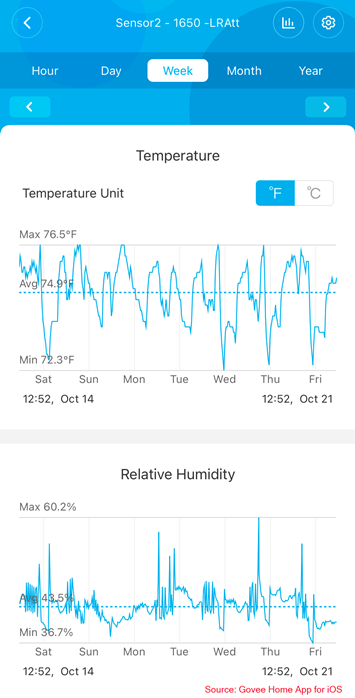 Sensor2 - 1650 -LRAtt
Hour Day Week Month Year
Temperature
Temperature Unit °F °C
Max 76.5°F
Avg 74.9°F
Min 72.3°F
Sat Sun Mon Tue Wed Thu Fri
12:52, Oct 14 12:52, Oct 21
Relative Humidity
Max 60.2%
Avg 43.5%
Min 36.7%
Sat Sun Mon Tue Wed Thu Fri
12:52, Oct 14 12:52, Oct 21
Source: Govee Home App for iOS